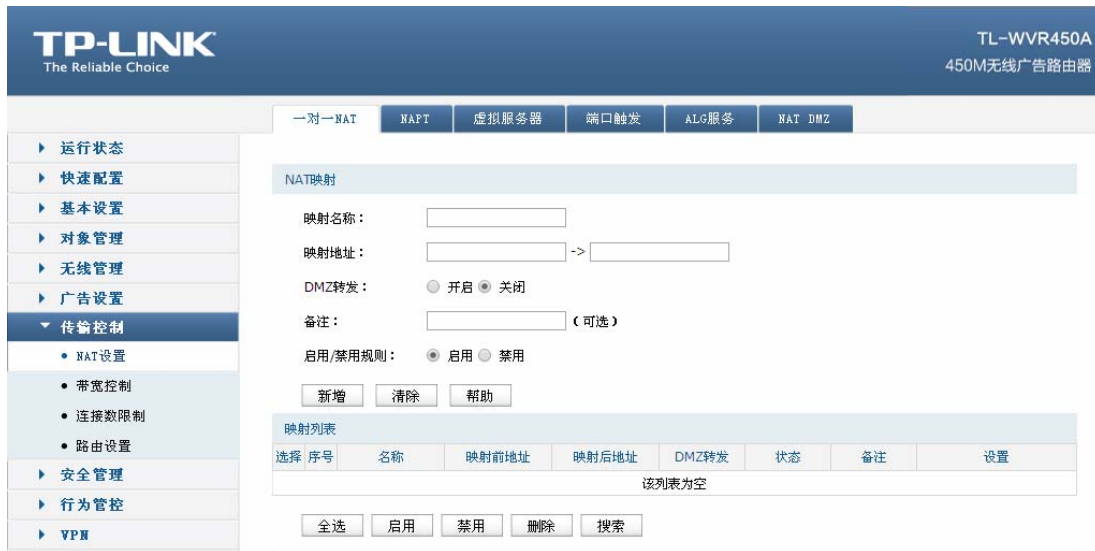 TP-LINK
The Reliable Choice
TL-WVR450A
450M无线广告路由器
一对一NAT NAPT 虚拟服务器 端口触发 ALG服务 NAT DMZ
运行状态
快速配置
基本设置
对象管理
无线管理
广告设置
传输控制
NAT设置
带宽控制
连接数限制
路由设置
安全管理
行为管控
VPN
NAT映射
映射名称：
映射地址： ->
DMZ转发： 开启 关闭
备注： （可选）
启用/禁用规则： 启用 禁用
新增 清除 帮助
映射列表
选择 序号 名称 映射前地址 映射后地址 DMZ转发 状态 备注 设置
该列表为空
全选 启用 禁用 删除 搜索